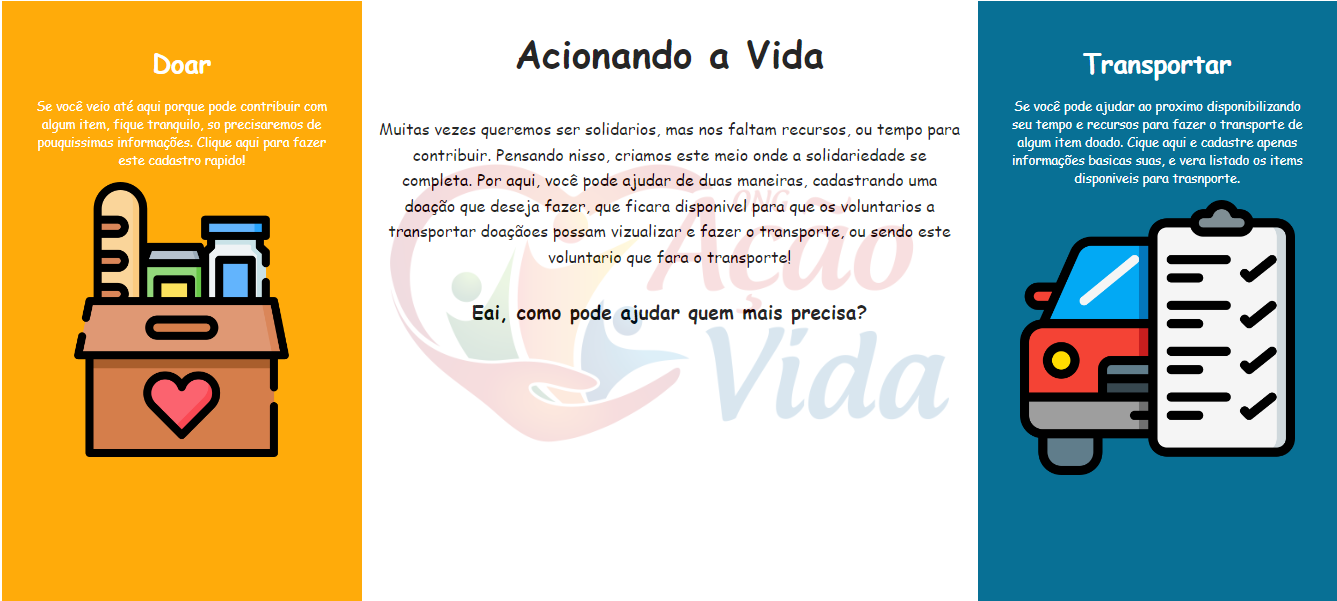 Doar
Se você veio até aqui porque pode contribuir com
algum item, fique tranquilo, so precisaremos de
pouquissimas informações. Clique aqui para fazer
este cadastro rapido!
Acionando a Vida
Muitas vezes queremos ser solidarios, mas nos faltam recursos, ou tempo para
contribuir. Pensando nisso, criamos este meio onde a solidariedade se
completa. Por aqui, você pode ajudar de duas maneiras, cadastrando uma
doação que deseja fazer, que ficara disponivel para que os voluntarios a
transportar doaçãoes possam vizualizar e fazer o transporte, ou sendo este
voluntario que fara o transporte!
Eai, como pode ajudar quem mais precisa?
ONG
Ação
Vida
Transportar
Se você pode ajudar ao proximo disponibilizando
seu tempo e recursos para fazer o transporte de
algum item doado. Cique aqui e cadastre apenas
informações basicas suas, e vera listado os items
disponiveis para trasnporte.